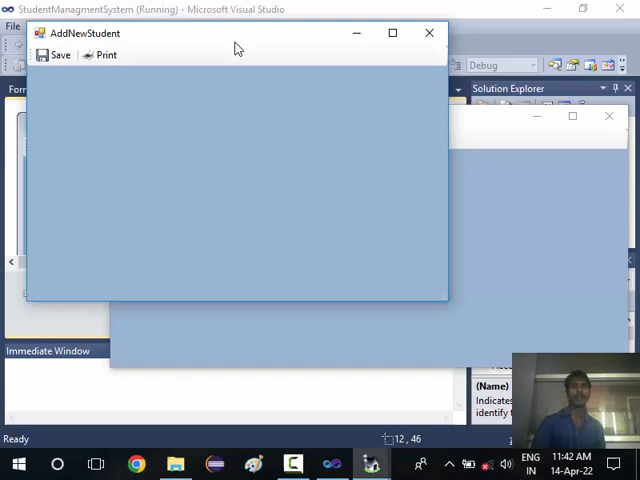 StudentManagmentSystem (Running) - Microsoft Visual Studio
File
AddNewStudent
Save
Print
Debug
Form
Solution Explorer
Immediate Window
(Name)
Indicates
identify t
Ready
12 , 46
ENG
IN
11:42 AM
14-Apr-22